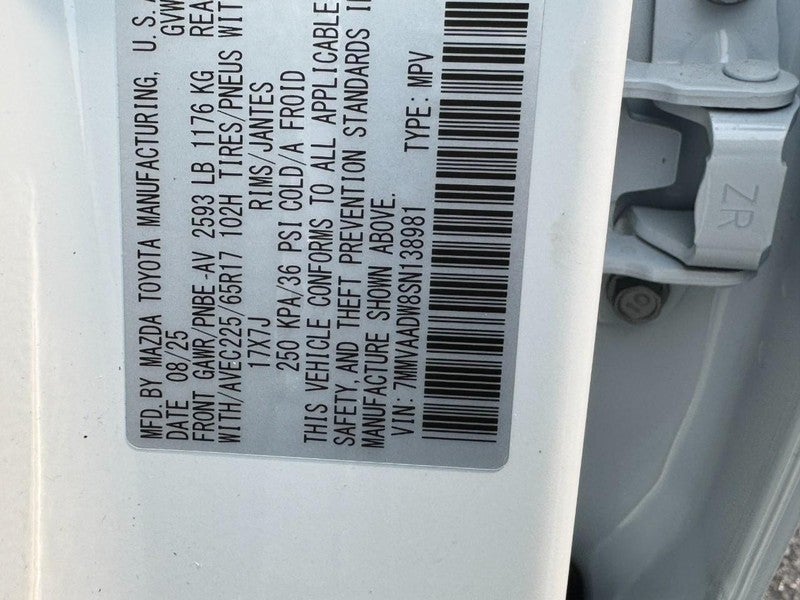 MFD. BY MAZDA TOYOTA MANUFACTURING, U.S.A
DATE 08/25 GVW
FRONT GAWR/PNBE-AV 2593 LB 1176 KG REA
WITH/AVEC225/65R17 102H TIRES/PNEUS WIT
17X7J RIMS/JANTES
250 KPA/36 PSI COLD/A FROID
THIS VEHICLE CONFORMS TO ALL APPLICABLE
SAFETY, AND THEFT PREVENTION STANDARDS I
MANUFACTURE SHOWN ABOVE.
VIN: 7MMVAADW8SN138981 TYPE: MPV
ZR
10